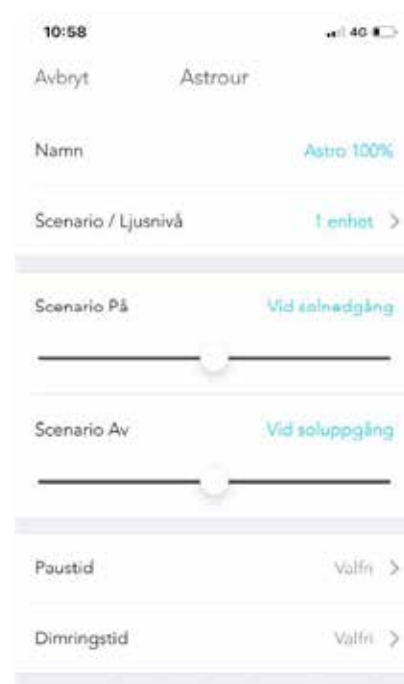 10:58 4G
Avbryt Astrour
Namn Astro 100%
Scenario / Ljusnivå 1 enhet >
Scenario På Vid solnedgång
Scenario Av Vid soluppgång
Paustid Valfri >
Dimringstid Valfri >